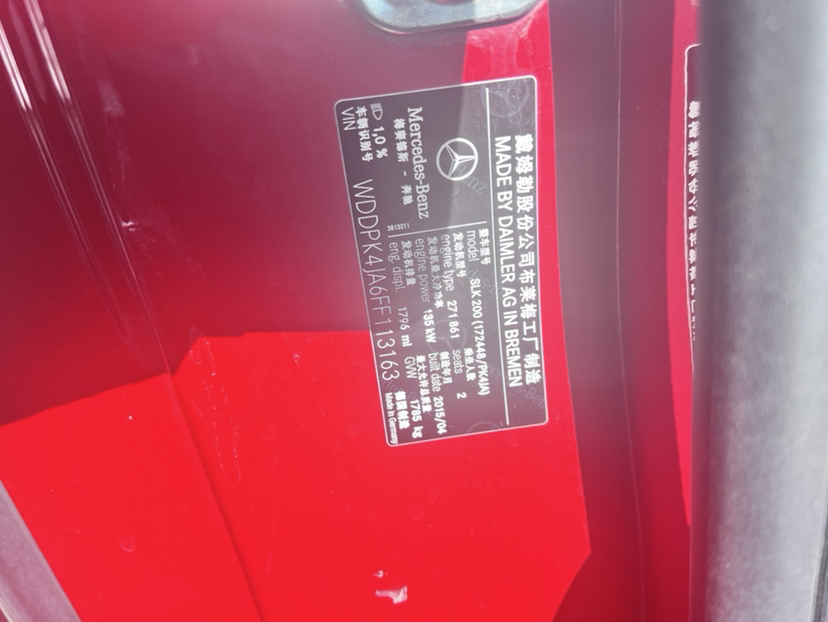 戴姆勒股份公司布莱梅工厂制造
MADE BY DAIMLER AG IN BREMEN
Mercedes-Benz
梅赛德斯 - 奔驰
整车型号
model SLK 200 (172448/PK4JA)
发动机型号 乘坐人数
engine type 271 861 seats 2
发动机最大净功率 制造年月
engine power 135 kW built date 2015/04
发动机排量 最大允许总质量
eng. displ. 1796 ml GVW 1785 kg
1,0 %
车辆识别号 德国制造
VIN WDDPK4JA6FF113163 Made in Germany